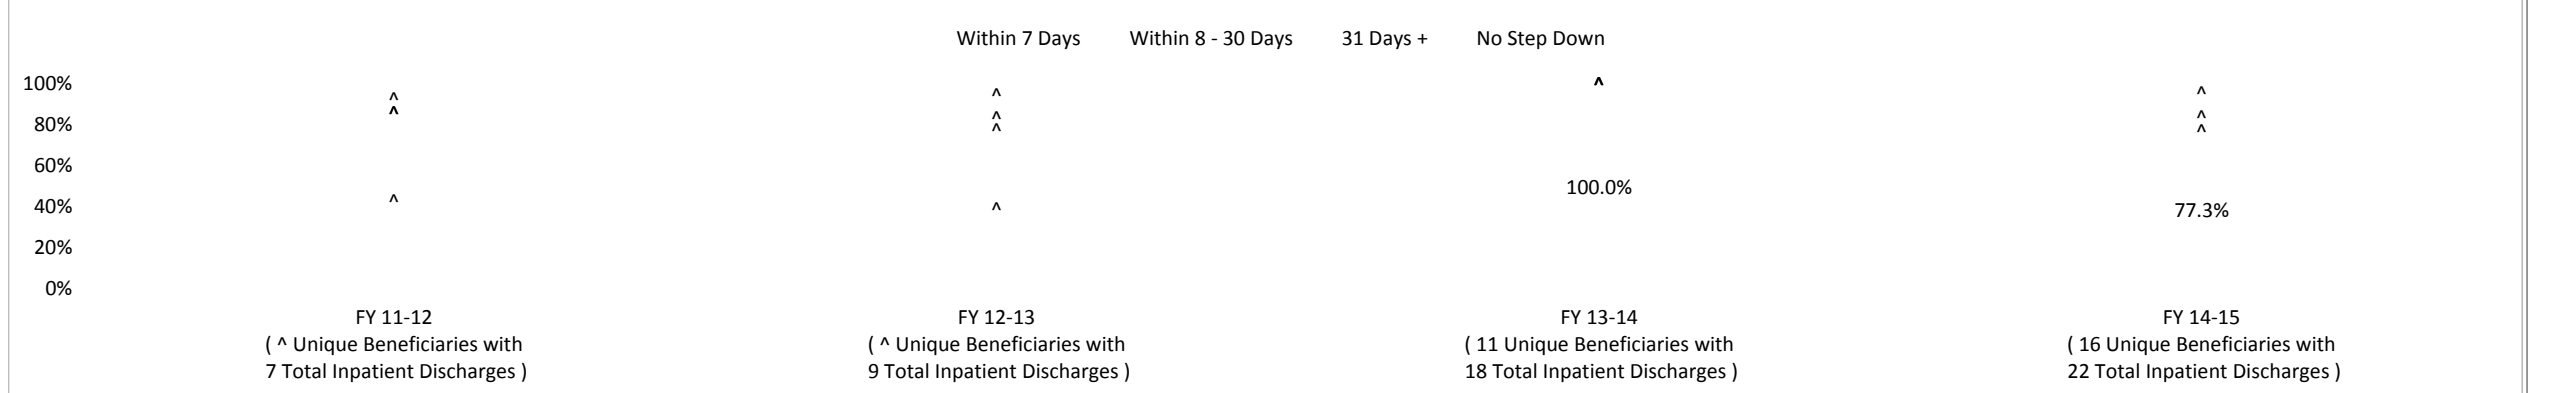 Within 7 Days Within 8 - 30 Days 31 Days + No Step Down
100%
80%
60%
40%
20%
0%
^
^
^
^
^
^
^
^
100.0%
^
^
^
77.3%
FY 11-12
( ^ Unique Beneficiaries with
7 Total Inpatient Discharges )
FY 12-13
( ^ Unique Beneficiaries with
9 Total Inpatient Discharges )
FY 13-14
( 11 Unique Beneficiaries with
18 Total Inpatient Discharges )
FY 14-15
( 16 Unique Beneficiaries with
22 Total Inpatient Discharges )